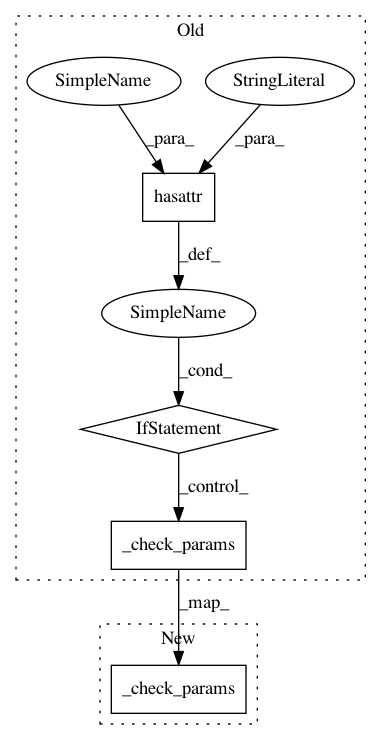 Old
SimpleName StringLiteral
_para_ _para_
hasattr
_def_
SimpleName
_cond_
IfStatement
_control_
_check_params
_map_
New
_check_params